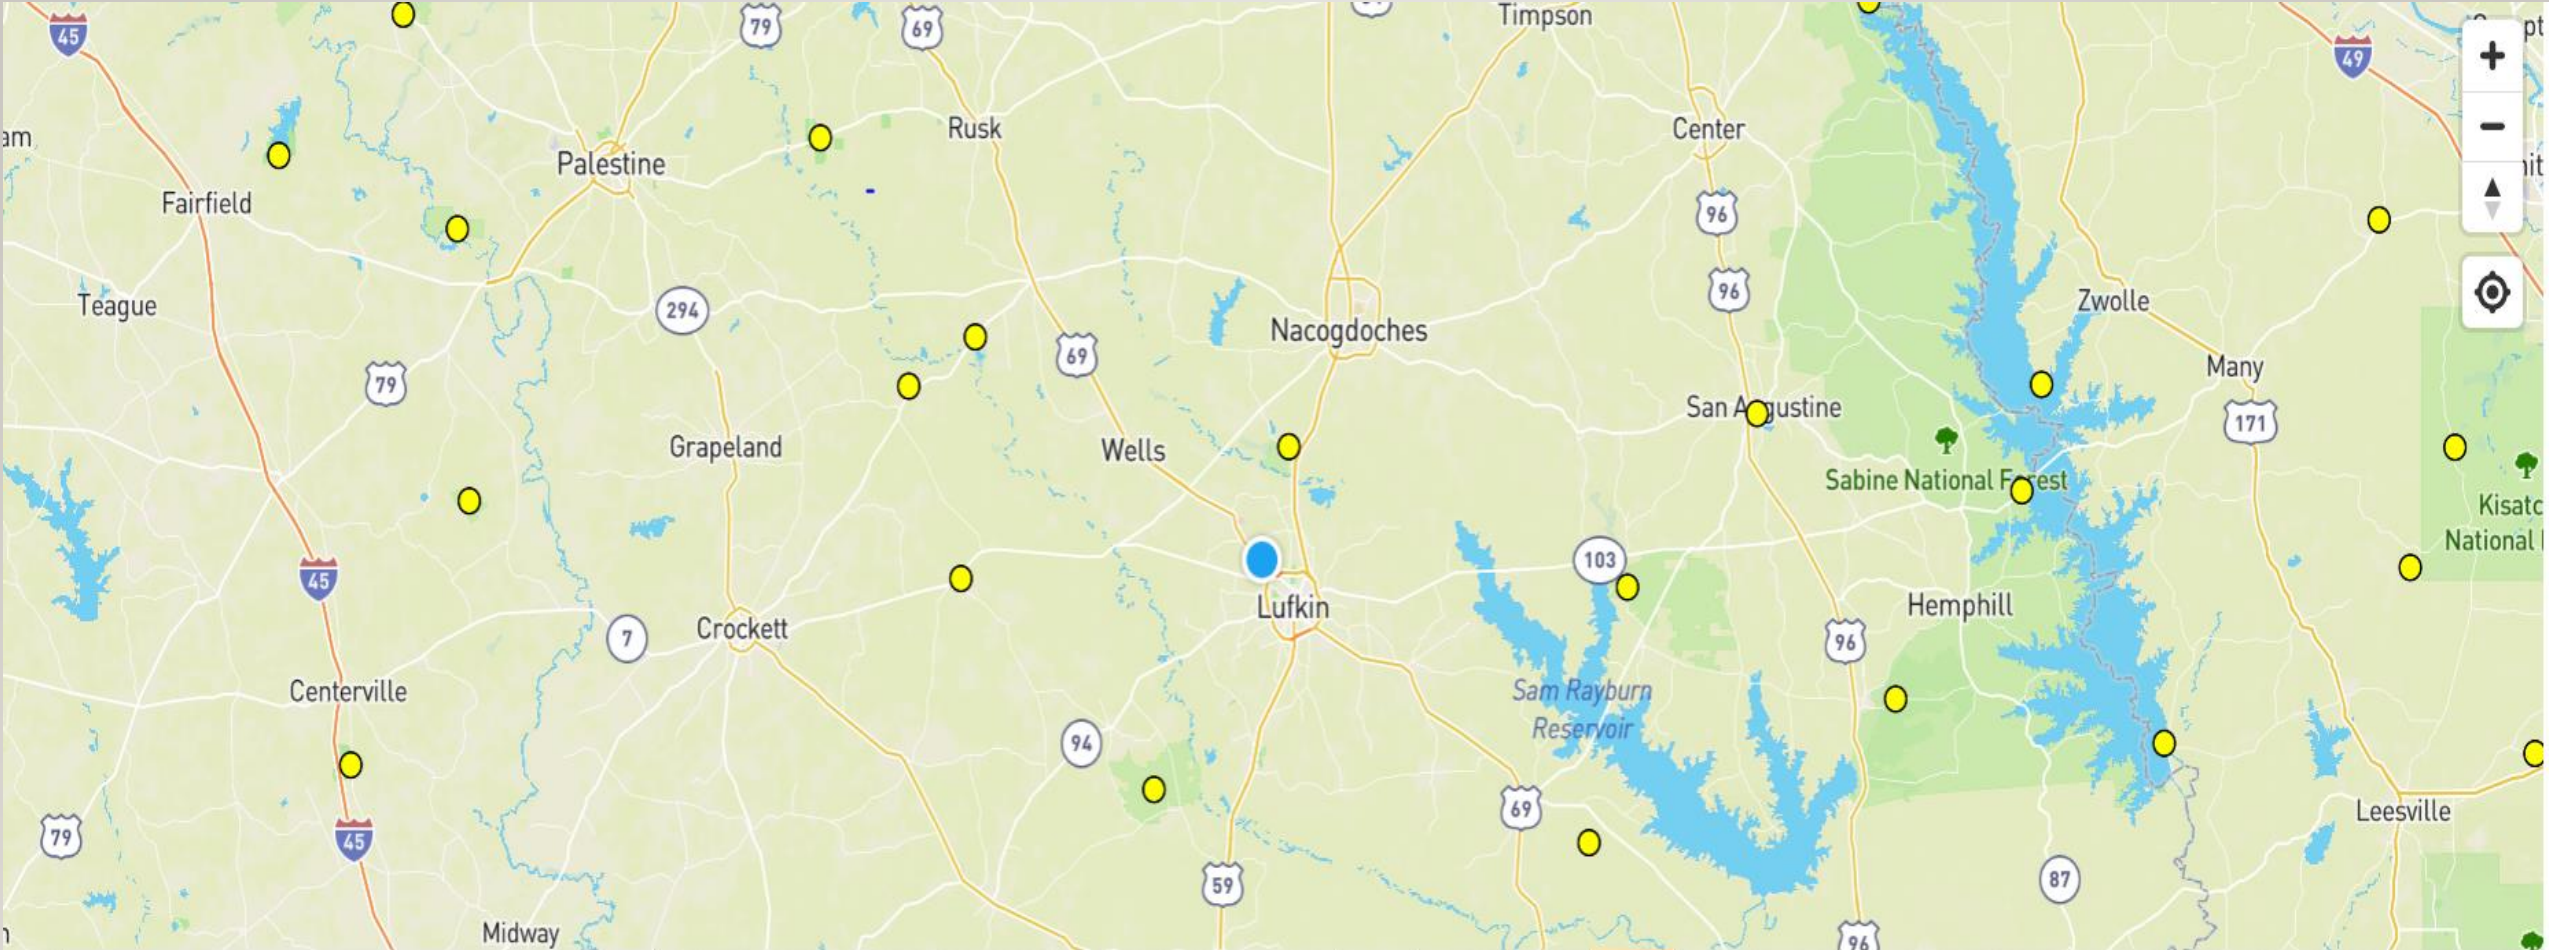 Timpson
45
79
69
49
am
Rusk
Center
Palestine
Fairfield
96
Teague
294
96
Zwolle
Nacogdoches
69
79
Many
San Augustine
171
Grapeland
Wells
Sabine National Forest
Kisatc
National
103
45
Lufkin
Hemphill
Crockett
7
96
Centerville
Sam Rayburn
Reservoir
94
79
45
69
Leesville
59
87
Midway
96